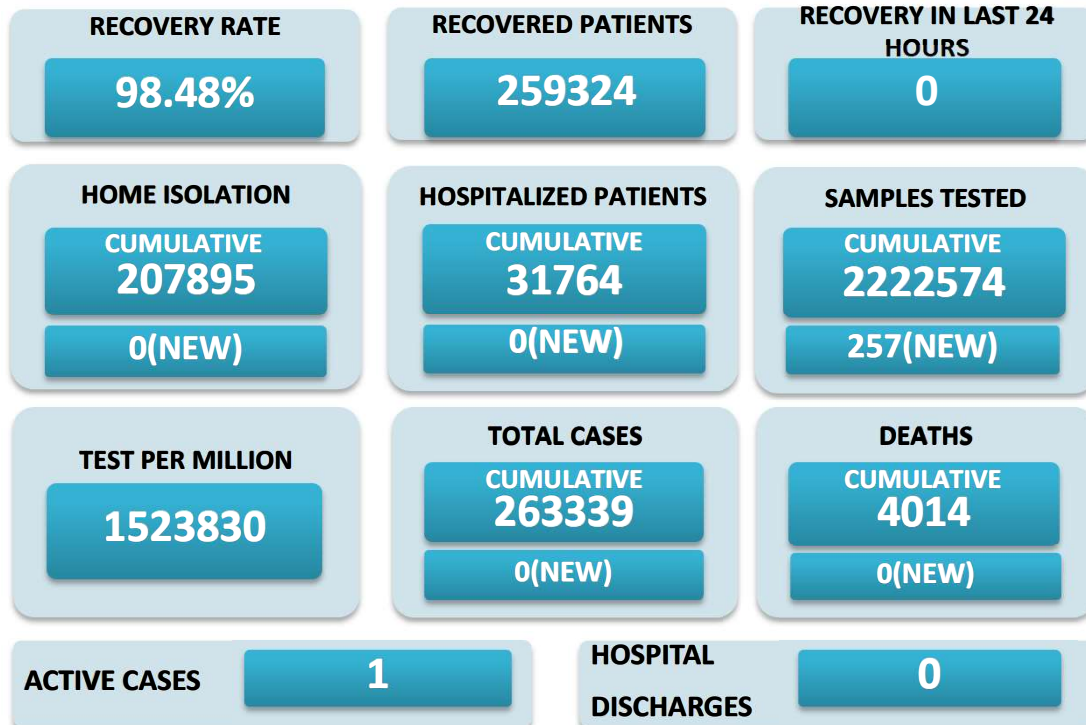 RECOVERY RATE
98.48%
RECOVERED PATIENTS
259324
RECOVERY IN LAST 24
HOURS
0
HOME ISOLATION
CUMULATIVE
207895
0(NEW)
HOSPITALIZED PATIENTS
CUMULATIVE
31764
0(NEW)
SAMPLES TESTED
CUMULATIVE
2222574
257(NEW)
TEST PER MILLION
1523830
TOTAL CASES
CUMULATIVE
263339
0(NEW)
DEATHS
CUMULATIVE
4014
0(NEW)
ACTIVE CASES
1
HOSPITAL
DISCHARGES
0